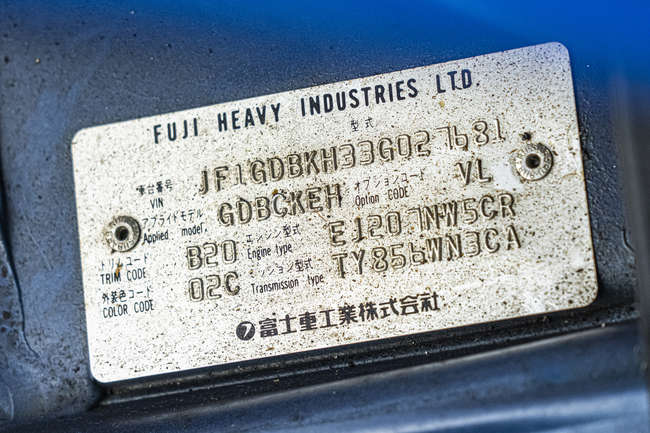 FUJI HEAVY INDUSTRIES LTD.
型式
車台番号 VIN JF1GDBKH33G027681
アプライドモデル Applied model GDBCKEH オプションコード Option CODE VL
トリムコード TRIM CODE B20 エンジン型式 Engine type EJ207NW5CR
外装色コード COLOR CODE 02C ミッション型式 Transmission type TY856WN3CA
富士重工業株式会社